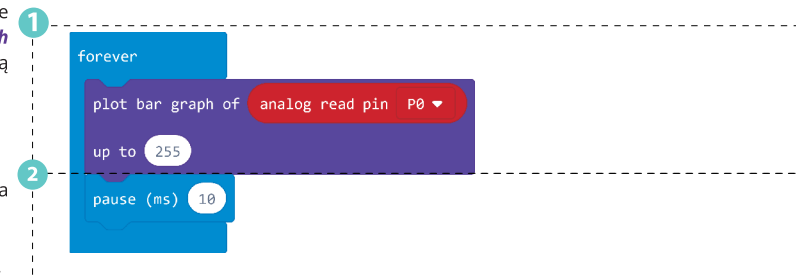 e
1
h
ą
forever
plot bar graph of analog read pin P0
up to 255
2
a
pause (ms) 10